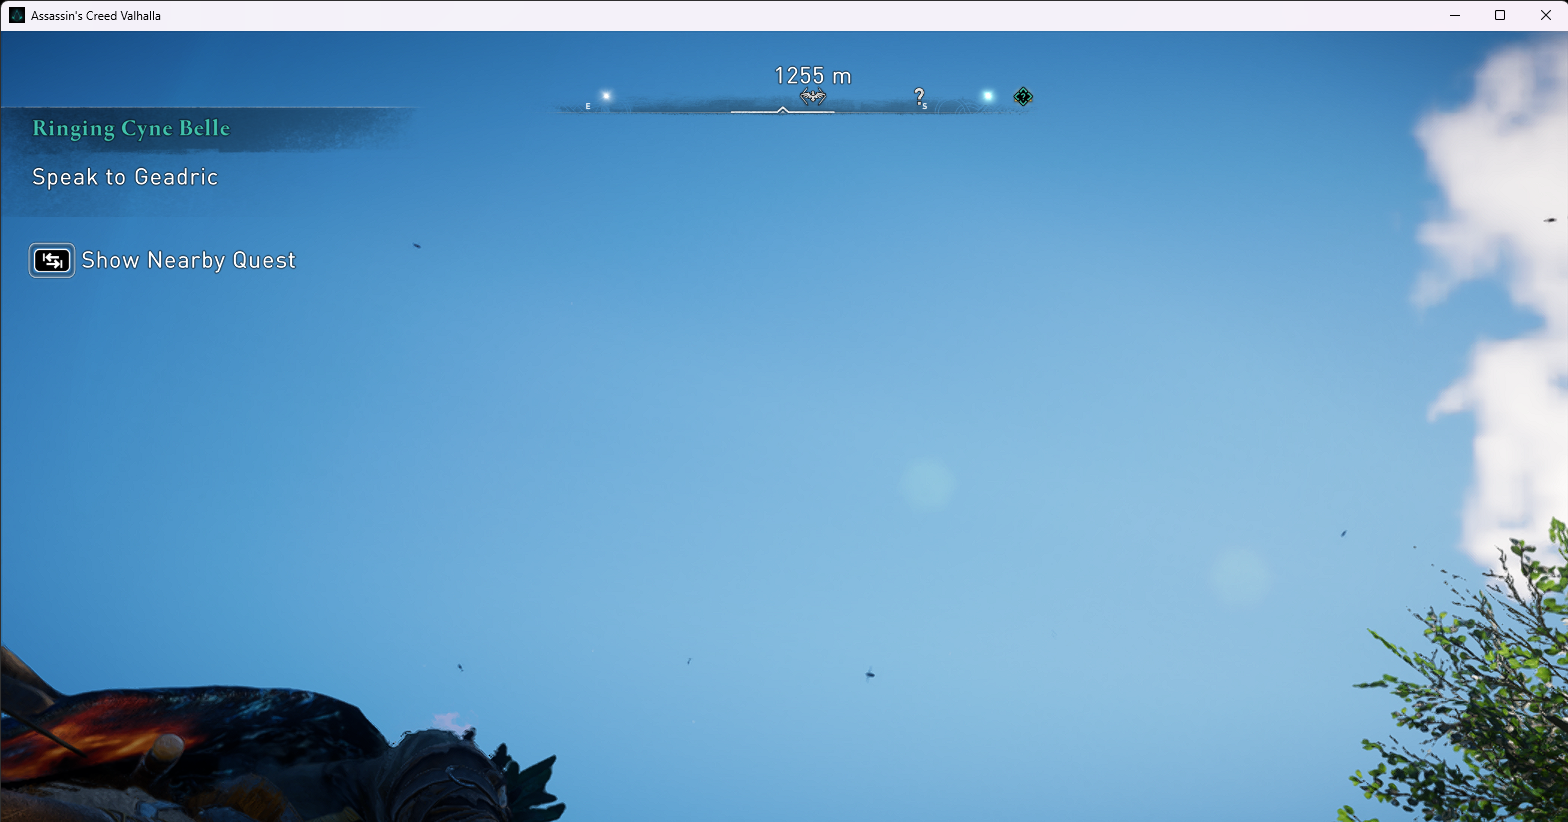 Assassin's Creed Valhalla
1255 m
E
?
S
?
Ringing Cyne Belle
Speak to Geadric
Show Nearby Quest